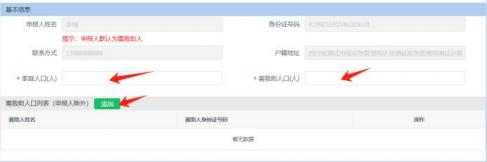 基本信息
申报人姓名 身份证号码
提示：申报人默认为需救助人
联系方式 户籍地址
* 家庭人口(人) * 需救助人口(人)
需救助人口列表（申报人除外） 添加
救助人姓名 救助人身份证号码 操作
暂无数据